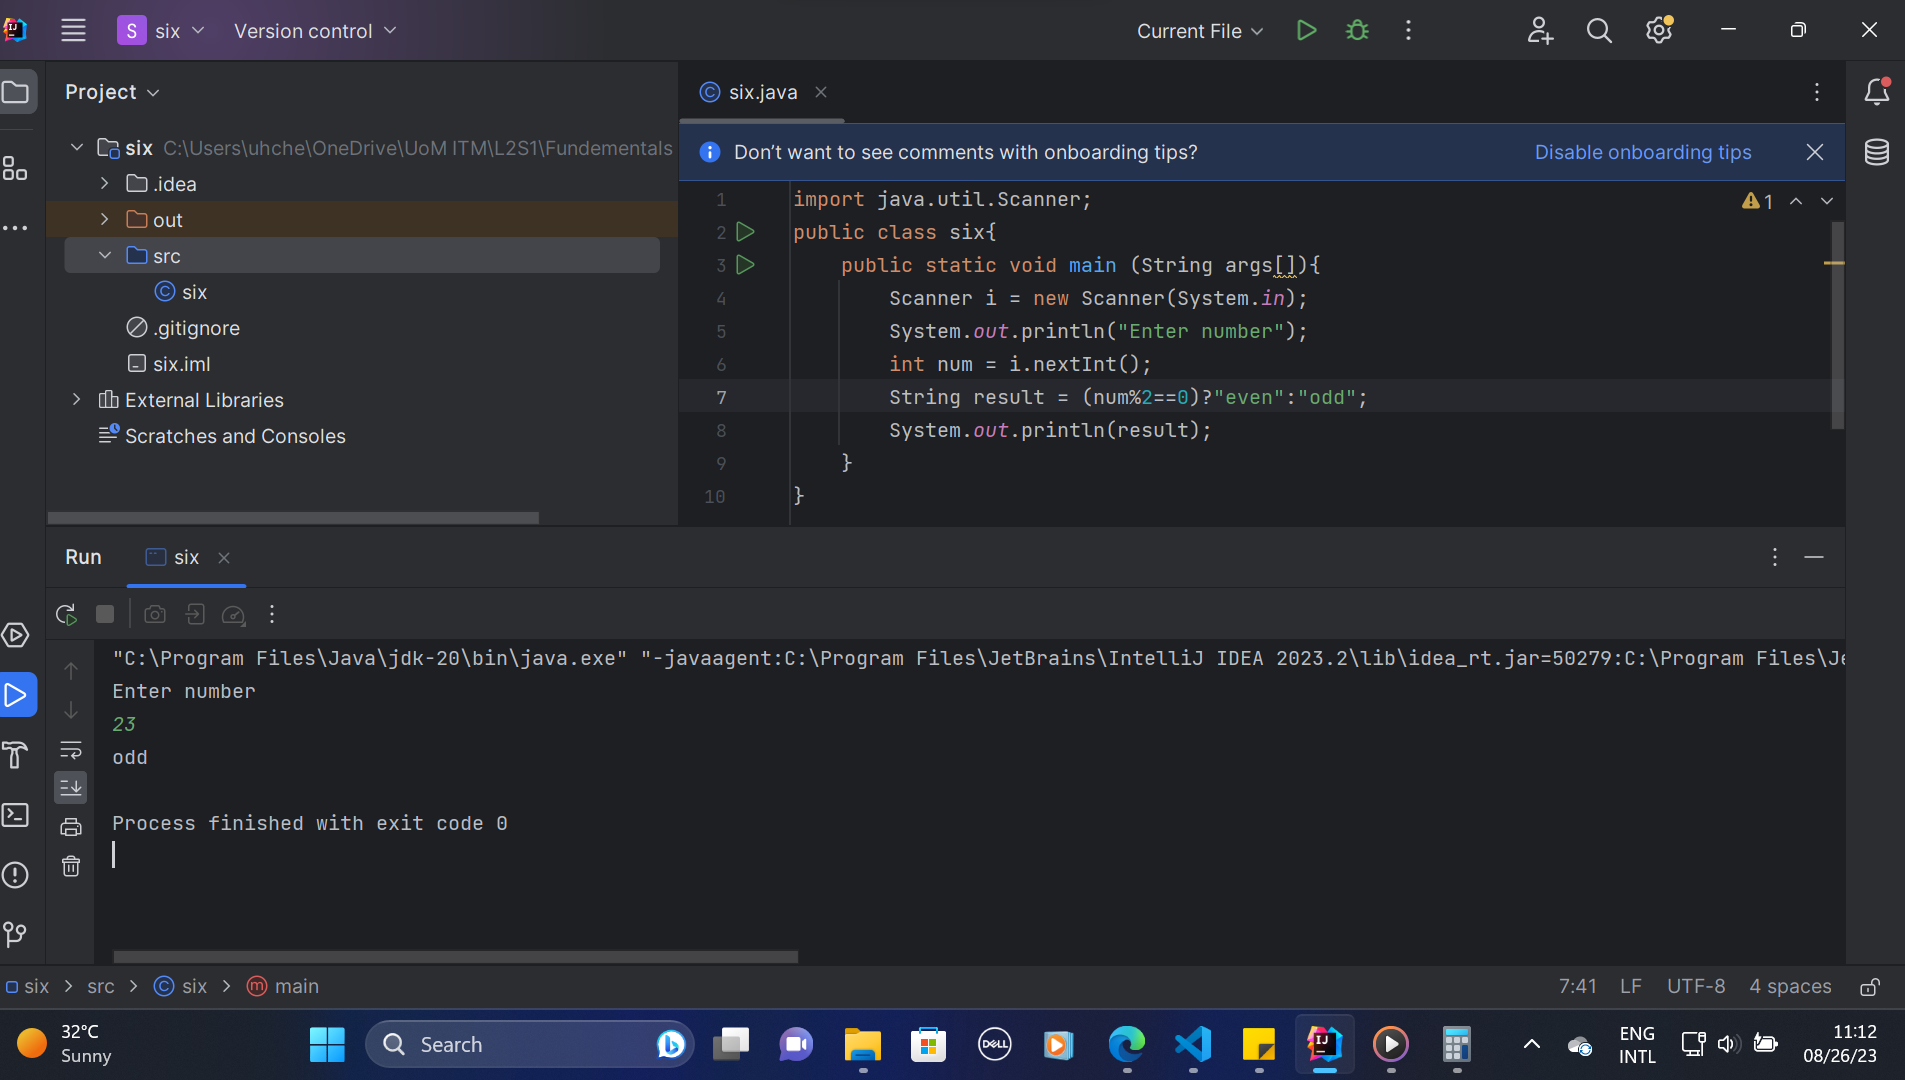 S six Version control Current File
Project
six.java
six C:\Users\uhche\OneDrive\UoM ITM\L2S1\Fundementals
Don't want to see comments with onboarding tips? Disable onboarding tips
.idea
out
src
six
.gitignore
six.iml
External Libraries
Scratches and Consoles
1 import java.util.Scanner;
2 public class six{
3 public static void main (String args[]){
4 Scanner i = new Scanner(System.in);
5 System.out.println("Enter number");
6 int num = i.nextInt();
7 String result = (num%2==0)?"even":"odd";
8 System.out.println(result);
9 }
10 }
1
Run six
"C:\Program Files\Java\jdk-20\bin\java.exe" "-javaagent:C:\Program Files\JetBrains\IntelliJ IDEA 2023.2\lib\idea_rt.jar=50279:C:\Program Files\Je
Enter number
23
odd
Process finished with exit code 0
six > src > six > main 7:41 LF UTF-8 4 spaces
32°C
Sunny
Search
DELL
ENG
INTL
11:12
08/26/23